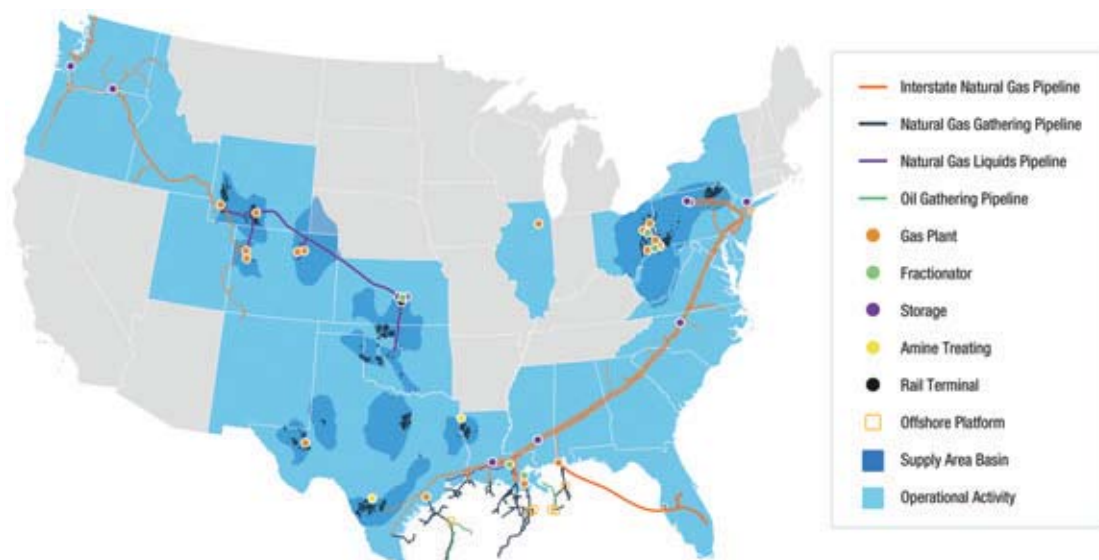 Interstate Natural Gas Pipeline
Natural Gas Gathering Pipeline
Natural Gas Liquids Pipeline
Oil Gathering Pipeline
Gas Plant
Fractionator
Storage
Amine Treating
Rail Terminal
Offshore Platform
Supply Area Basin
Operational Activity